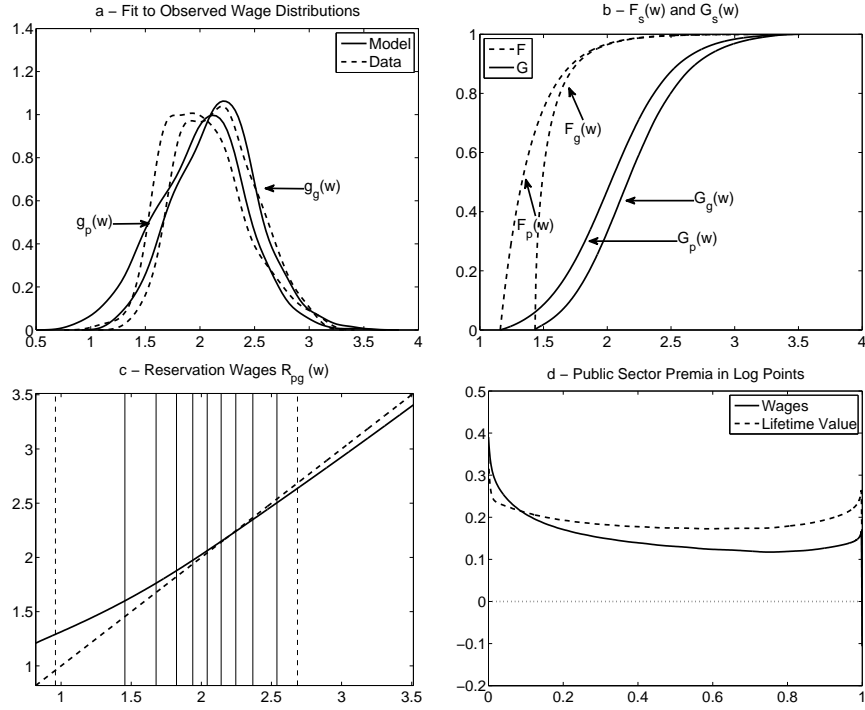 a – Fit to Observed Wage Distributions
1.4
1.2
1
0.8
0.6
0.4
0.2
0
0.5 1 1.5 2 2.5 3 3.5 4
Model
Data
g_p(w)
g_g(w)
b – F_s(w) and G_s(w)
1
0.8
0.6
0.4
0.2
0
1 1.5 2 2.5 3 3.5 4
F
G
F_g(w)
F_p(w)
G_g(w)
G_p(w)
c – Reservation Wages R_pg (w)
3.5
3
2.5
2
1.5
1
1 1.5 2 2.5 3 3.5
d – Public Sector Premia in Log Points
0.5
0.4
0.3
0.2
0.1
0
−0.1
−0.2
0 0.2 0.4 0.6 0.8 1
Wages
Lifetime Value